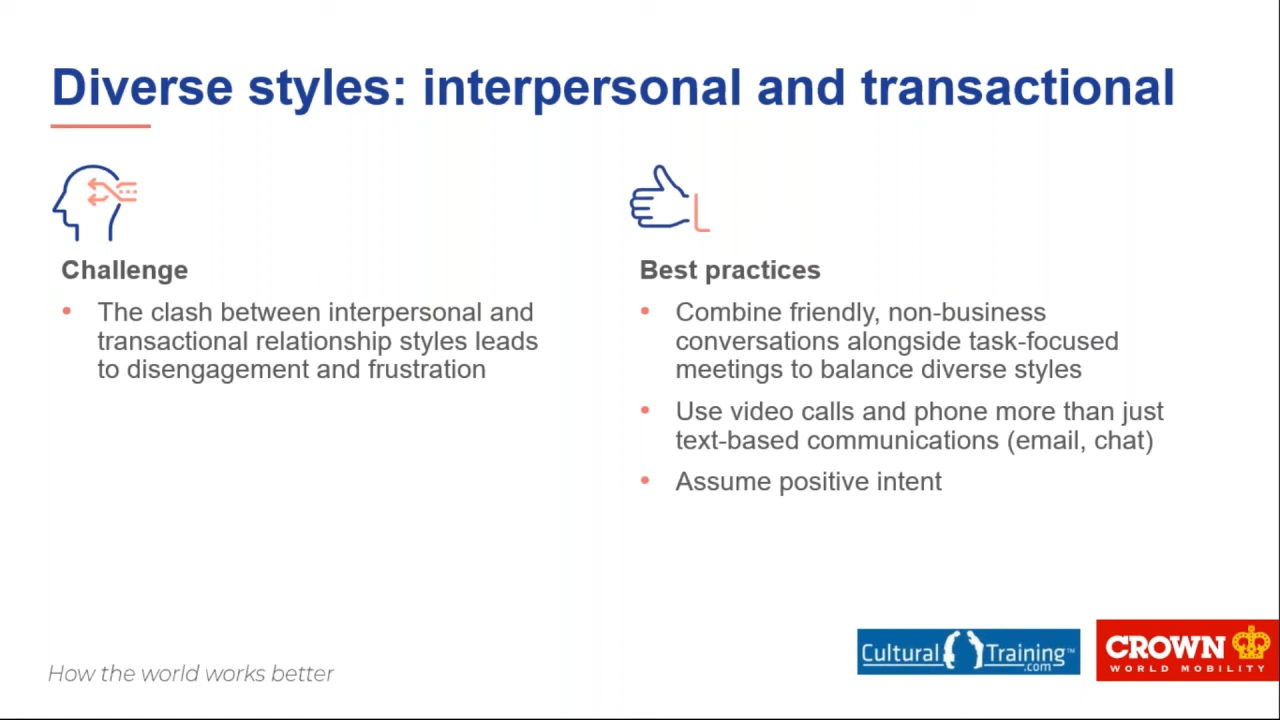 Diverse styles: interpersonal and transactional
Challenge
• The clash between interpersonal and
transactional relationship styles leads
to disengagement and frustration
Best practices
• Combine friendly, non-business
conversations alongside task-focused
meetings to balance diverse styles
• Use video calls and phone more than just
text-based communications (email, chat)
• Assume positive intent
How the world works better
Cultural Training™
.com
CROWN
WORLD MOBILITY